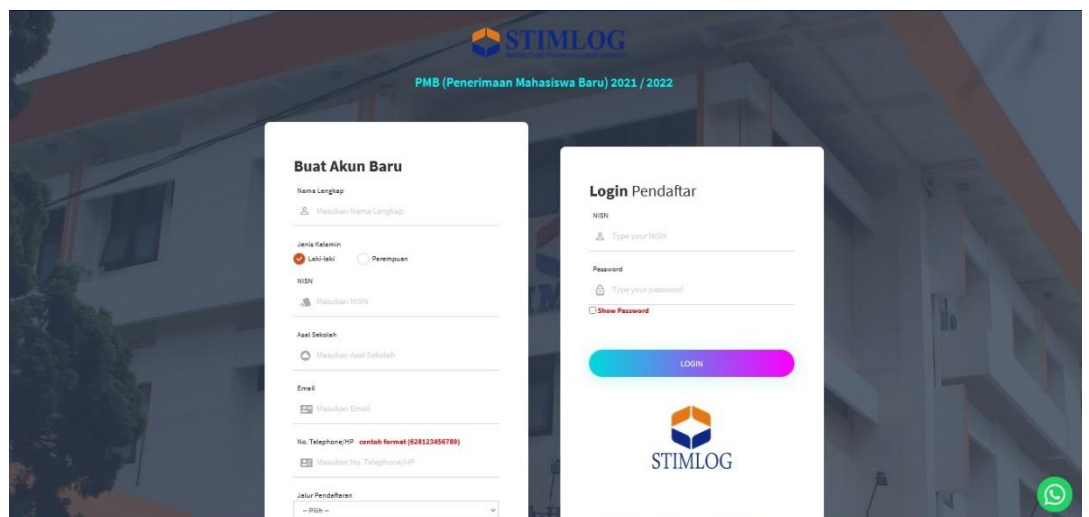 STIMLOG
PMB (Penerimaan Mahasiswa Baru) 2021 / 2022
Buat Akun Baru
Nama Lengkap
Masukan Nama Lengkap
Jenis Kelamin
Laki-laki Perempuan
NISN
Masukan NISN
Asal Sekolah
Masukan Asal Sekolah
Email
Masukan Email
No. Telephone/HP contoh format (628123456789)
Masukan No. Telephone/HP
Jalur Pendaftaran
-- Pilih --
Login Pendaftar
NISN
Type your NISN
Password
Type your password
Show Password
LOGIN
STIMLOG